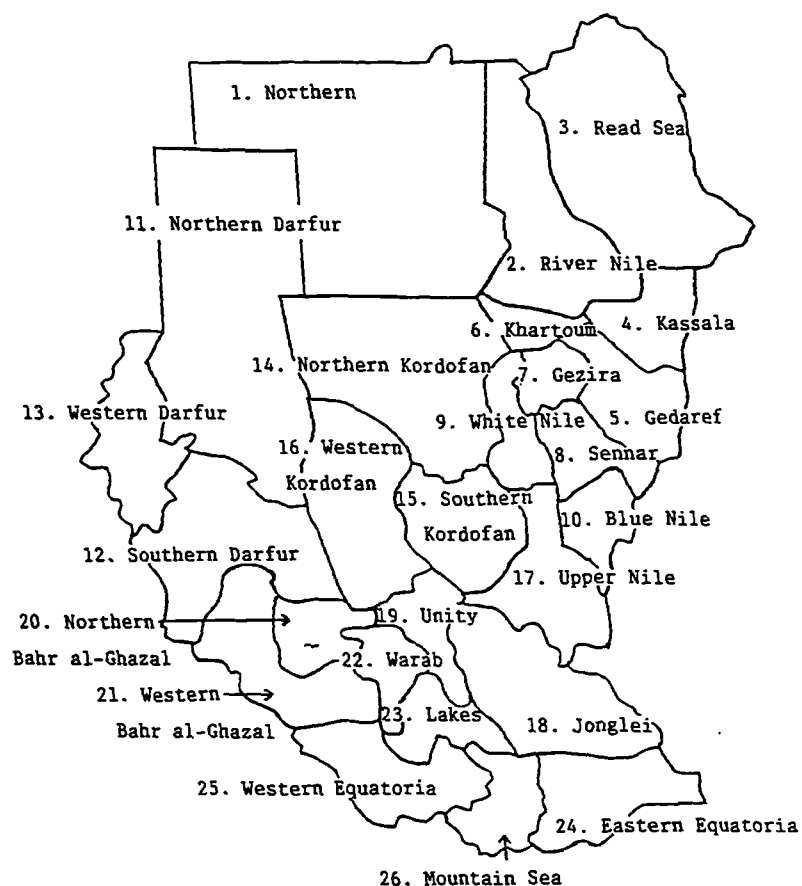 1. Northern
3. Read Sea
11. Northern Darfur
2. River Nile
6. Khartoum
4. Kassala
14. Northern Kordofan
7. Gezira
13. Western Darfur
9. White Nile
5. Gedaref
16. Western
Kordofan
8. Sennar
15. Southern
Kordofan
10. Blue Nile
12. Southern Darfur
17. Upper Nile
20. Northern
Bahr al-Ghazal
19. Unity
22. Warab
21. Western
Bahr al-Ghazal
23. Lakes
18. Jonglei
25. Western Equatoria
24. Eastern Equatoria
26. Mountain Sea